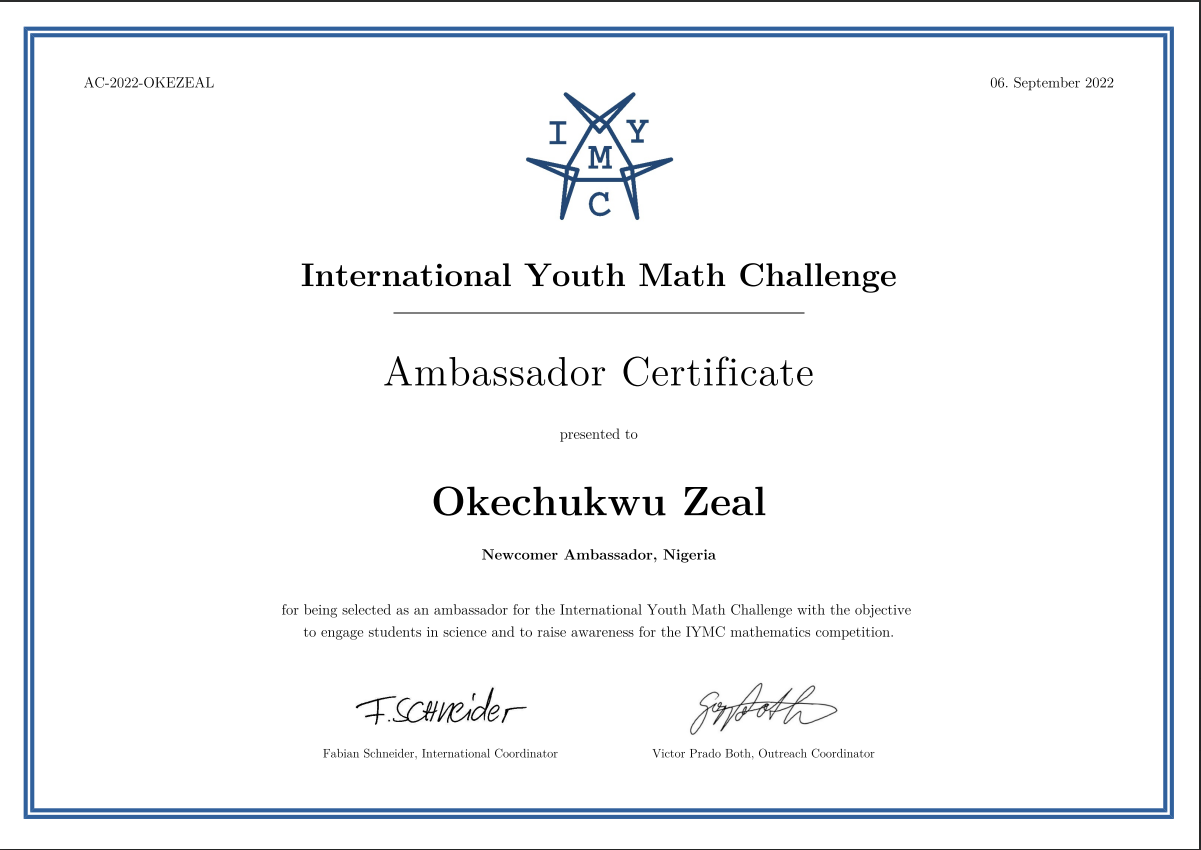 AC-2022-OKEZEAL
06. September 2022
I Y
M
C
International Youth Math Challenge
Ambassador Certificate
presented to
Okechukwu Zeal
Newcomer Ambassador, Nigeria
for being selected as an ambassador for the International Youth Math Challenge with the objective
to engage students in science and to raise awareness for the IYMC mathematics competition.
F. SCHNeider
Fabian Schneider, International Coordinator
Victor Prado Both, Outreach Coordinator